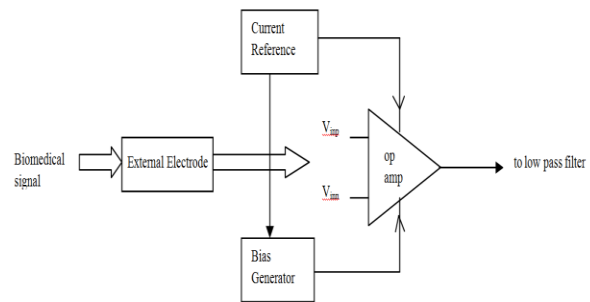 Current
Reference
Biomedical
signal
External Electrode
Vinp
Vinn
op
amp
to low pass filter
Bias
Generator